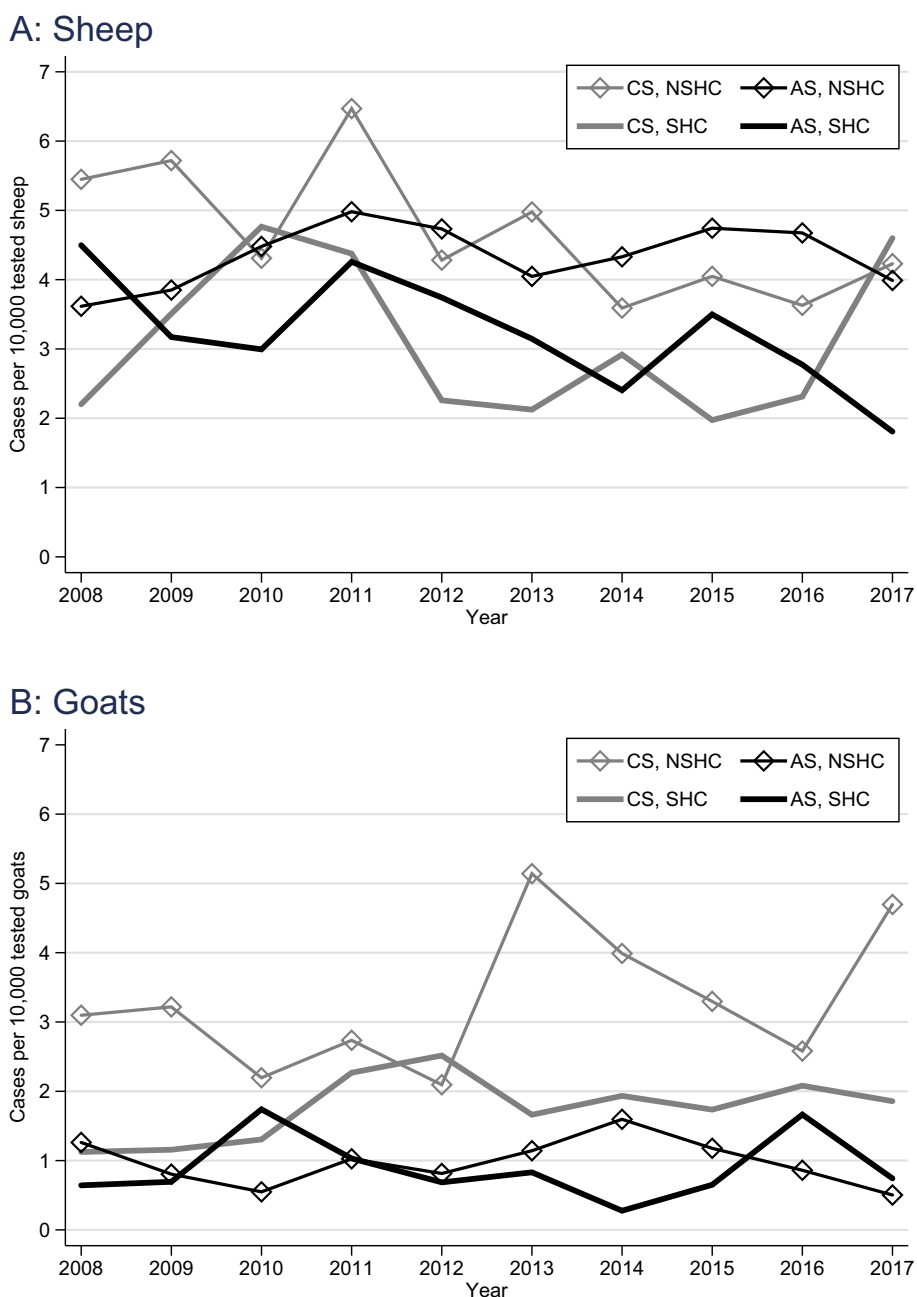 A: Sheep
7
6
5
4
3
2
1
0
Cases per 10,000 tested sheep
CS, NSHC AS, NSHC
CS, SHC AS, SHC
2008 2009 2010 2011 2012 2013 2014 2015 2016 2017
Year
B: Goats
7
6
5
4
3
2
1
0
Cases per 10,000 tested goats
CS, NSHC AS, NSHC
CS, SHC AS, SHC
2008 2009 2010 2011 2012 2013 2014 2015 2016 2017
Year